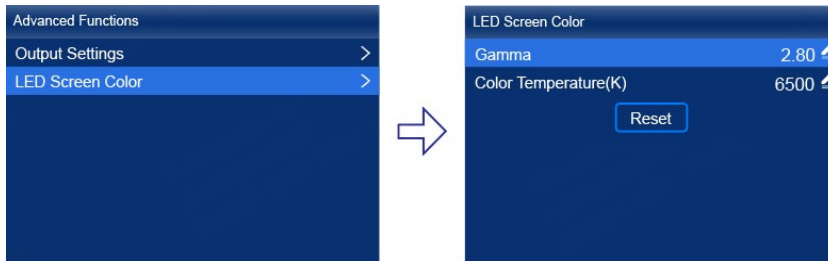 Advanced Functions
Output Settings
LED Screen Color
LED Screen Color
Gamma 2.80
Color Temperature(K) 6500
Reset